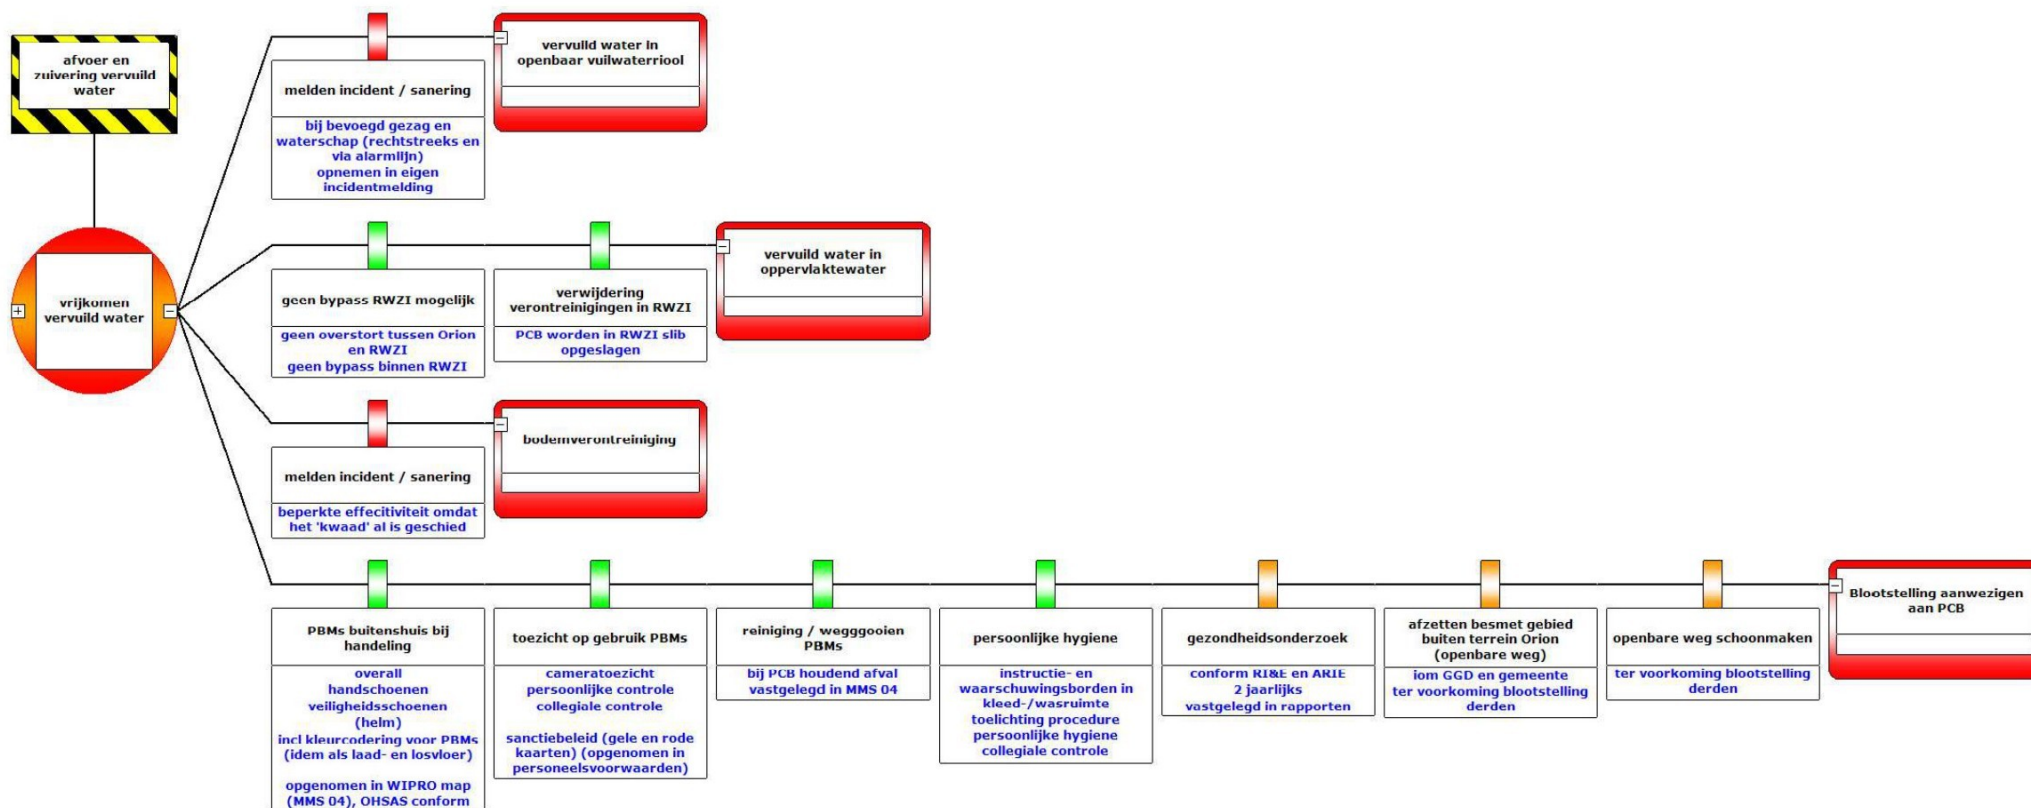 afvoer en
zuivering vervuild
water
vrijkomen
vervuild water
melden incident / sanering
bij bevoegd gezag en
waterschap (rechtstreeks en
via alarmlijn)
opnemen in eigen
incidentmelding
vervuild water in
openbaar vuilwaterriool
geen bypass RWZI mogelijk
geen overstort tussen Orion
en RWZI
geen bypass binnen RWZI
verwijdering
verontreinigingen in RWZI
PCB worden in RWZI slib
opgeslagen
vervuild water in
oppervlaktewater
melden incident / sanering
beperkte effecitiviteit omdat
het 'kwaad' al is geschied
bodemverontreiniging
PBMs buitenshuis bij
handeling
overall
handschoenen
veiligheidsschoenen
(helm)
incl kleurcodering voor PBMs
(idem als laad- en losvloer)
opgenomen in WIPRO map
(MMS 04), OHSAS conform
toezicht op gebruik PBMs
cameratoezicht
persoonlijke controle
collegiale controle
sanctiebeleid (gele en rode
kaarten) (opgenomen in
personeelsvoorwaarden)
reiniging / wegggooien
PBMs
bij PCB houdend afval
vastgelegd in MMS 04
persoonlijke hygiene
instructie- en
waarschuwingsborden in
kleed-/wasruimte
toelichting procedure
persoonlijke hygiene
collegiale controle
gezondheidsonderzoek
conform RI&E en ARIE
2 jaarlijks
vastgelegd in rapporten
afzetten besmet gebied
buiten terrein Orion
(openbare weg)
iom GGD en gemeente
ter voorkoming blootstelling
derden
openbare weg schoonmaken
ter voorkoming blootstelling
derden
Blootstelling aanwezigen
aan PCB